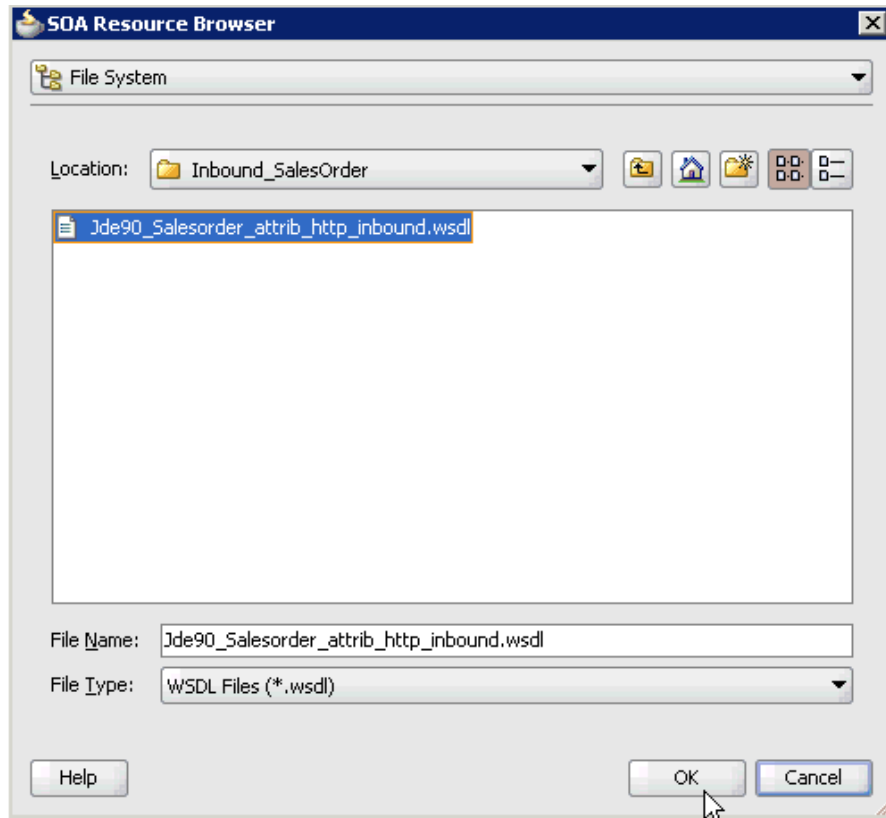 SOA Resource Browser
File System
Location: Inbound_SalesOrder
Jde90_Salesorder_attrib_http_inbound.wsdl
File Name: Jde90_Salesorder_attrib_http_inbound.wsdl
File Type: WSDL Files (*.wsdl)
Help OK Cancel